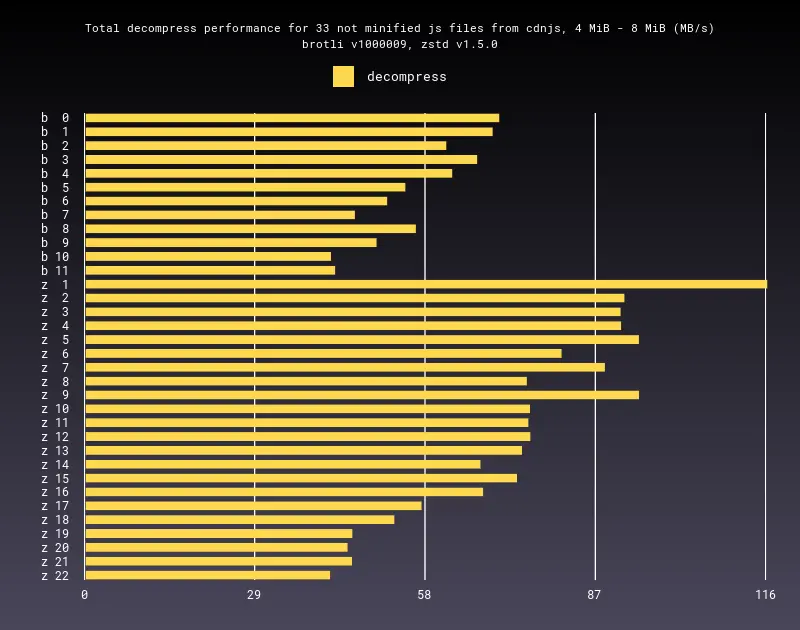 Total decompress performance for 33 not minified js files from cdnjs, 4 MiB - 8 MiB (MB/s)
brotli v1000009, zstd v1.5.0
decompress
b 0
b 1
b 2
b 3
b 4
b 5
b 6
b 7
b 8
b 9
b 10
b 11
z 1
z 2
z 3
z 4
z 5
z 6
z 7
z 8
z 9
z 10
z 11
z 12
z 13
z 14
z 15
z 16
z 17
z 18
z 19
z 20
z 21
z 22
0 29 58 87 116